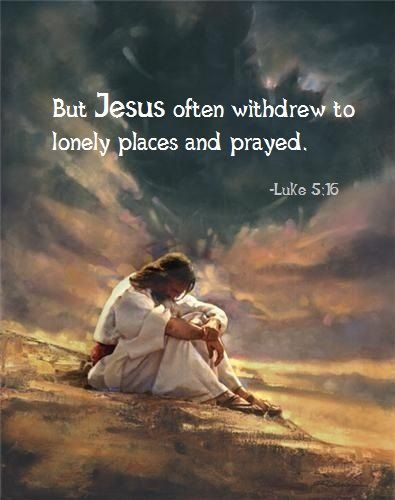 But Jesus often withdrew to
lonely places and prayed.
-Luke 5:16